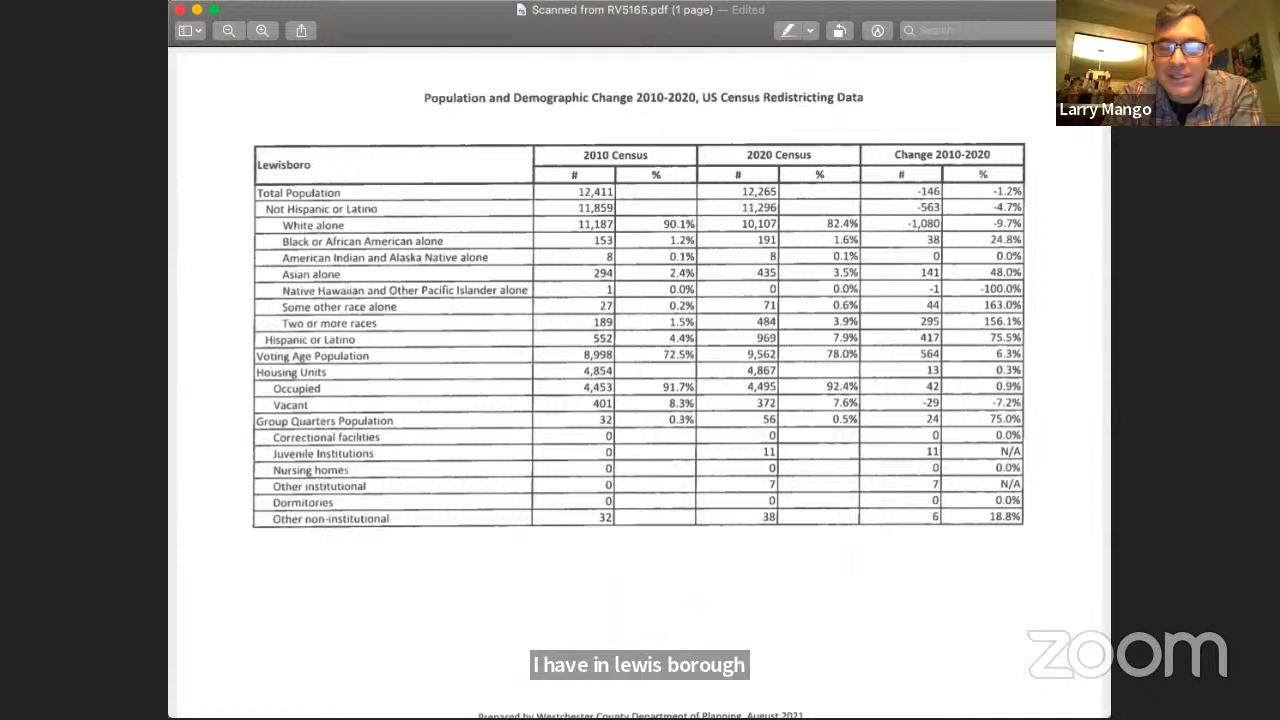 Scanned from RV5165.pdf (1 page) — Edited
Search
Larry Mango
Population and Demographic Change 2010-2020, US Census Redistricting Data
Lewisboro 2010 Census 2020 Census Change 2010-2020
# % # % # %
Total Population 12,411 12,265 -146 -1.2%
Not Hispanic or Latino 11,859 11,296 -563 -4.7%
White alone 11,187 90.1% 10,107 82.4% -1,080 -9.7%
Black or African American alone 153 1.2% 191 1.6% 38 24.8%
American Indian and Alaska Native alone 8 0.1% 8 0.1% 0 0.0%
Asian alone 294 2.4% 435 3.5% 141 48.0%
Native Hawaiian and Other Pacific Islander alone 1 0.0% 0 0.0% -1 -100.0%
Some other race alone 27 0.2% 71 0.6% 44 163.0%
Two or more races 189 1.5% 484 3.9% 295 156.1%
Hispanic or Latino 552 4.4% 969 7.9% 417 75.5%
Voting Age Population 8,998 72.5% 9,562 78.0% 564 6.3%
Housing Units 4,854 4,867 13 0.3%
Occupied 4,453 91.7% 4,495 92.4% 42 0.9%
Vacant 401 8.3% 372 7.6% -29 -7.2%
Group Quarters Population 32 0.3% 56 0.5% 24 75.0%
Correctional facilities 0 0 0 0.0%
Juvenile Institutions 0 11 11 N/A
Nursing homes 0 0 0 0.0%
Other institutional 0 7 7 N/A
Dormitories 0 0 0 0.0%
Other non-institutional 32 38 6 18.8%
I have in lewis borough
zoom
Prepared by Westchester County Department of Planning, August 2021